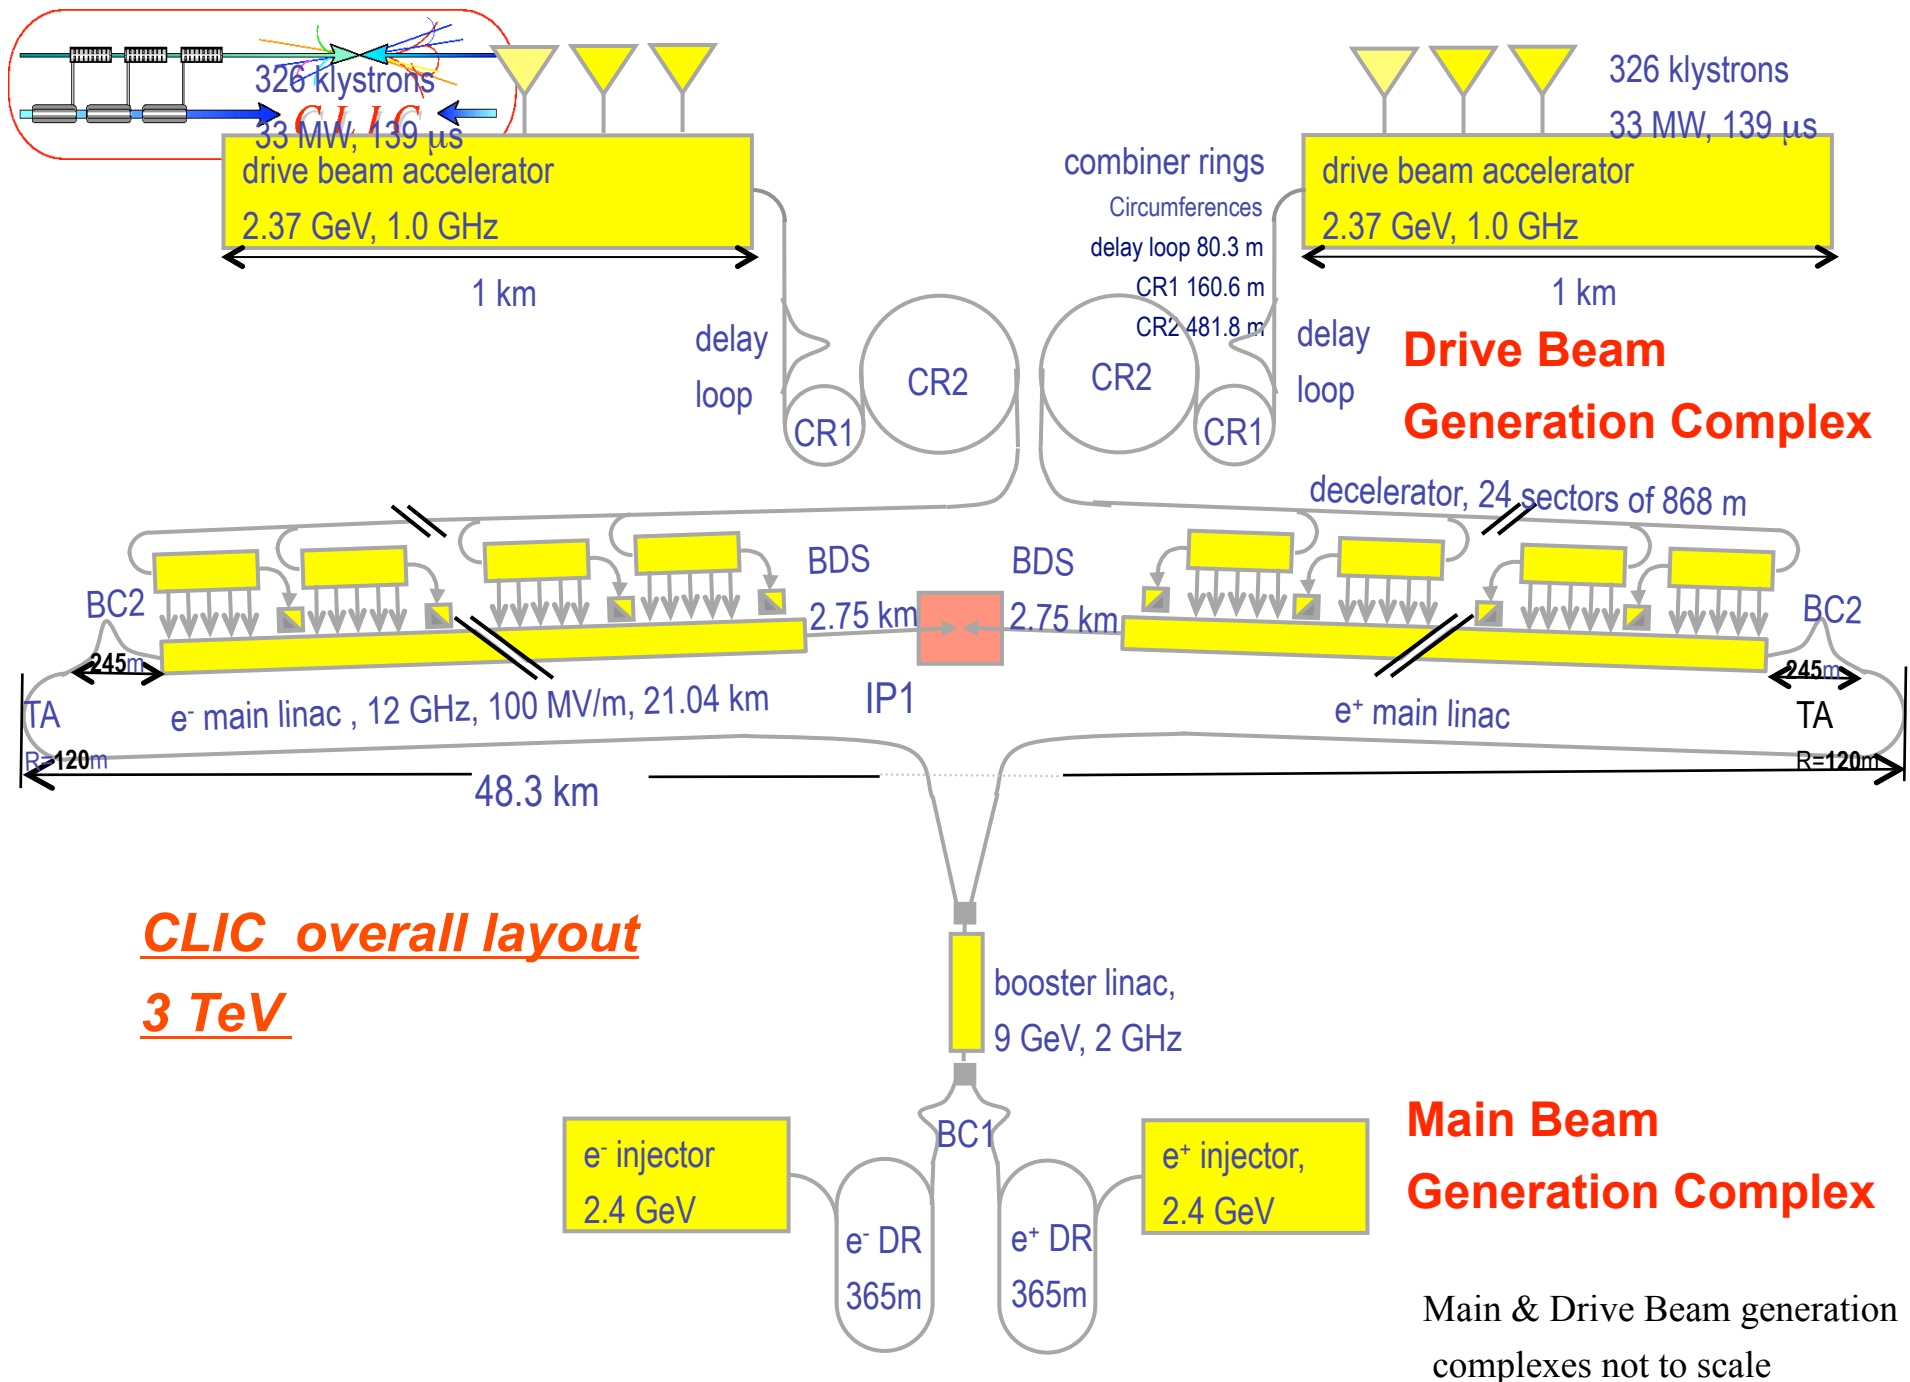 326 klystrons
33 MW, 139 μs
CLIC
drive beam accelerator
2.37 GeV, 1.0 GHz
1 km
326 klystrons
33 MW, 139 μs
drive beam accelerator
2.37 GeV, 1.0 GHz
1 km
combiner rings
Circumferences
delay loop 80.3 m
CR1 160.6 m
CR2 481.8 m
delay
loop
CR1
CR2
CR2
CR1
delay
loop
Drive Beam
Generation Complex
decelerator, 24 sectors of 868 m
BC2
245m
TA
R=120m
BDS
2.75 km
BDS
2.75 km
IP1
BC2
245m
TA
R=120m
e⁻ main linac , 12 GHz, 100 MV/m, 21.04 km
e⁺ main linac
48.3 km
CLIC overall layout
3 TeV
booster linac,
9 GeV, 2 GHz
BC1
e⁻ injector
2.4 GeV
e⁻ DR
365m
e⁺ DR
365m
e⁺ injector,
2.4 GeV
Main Beam
Generation Complex
Main & Drive Beam generation
complexes not to scale